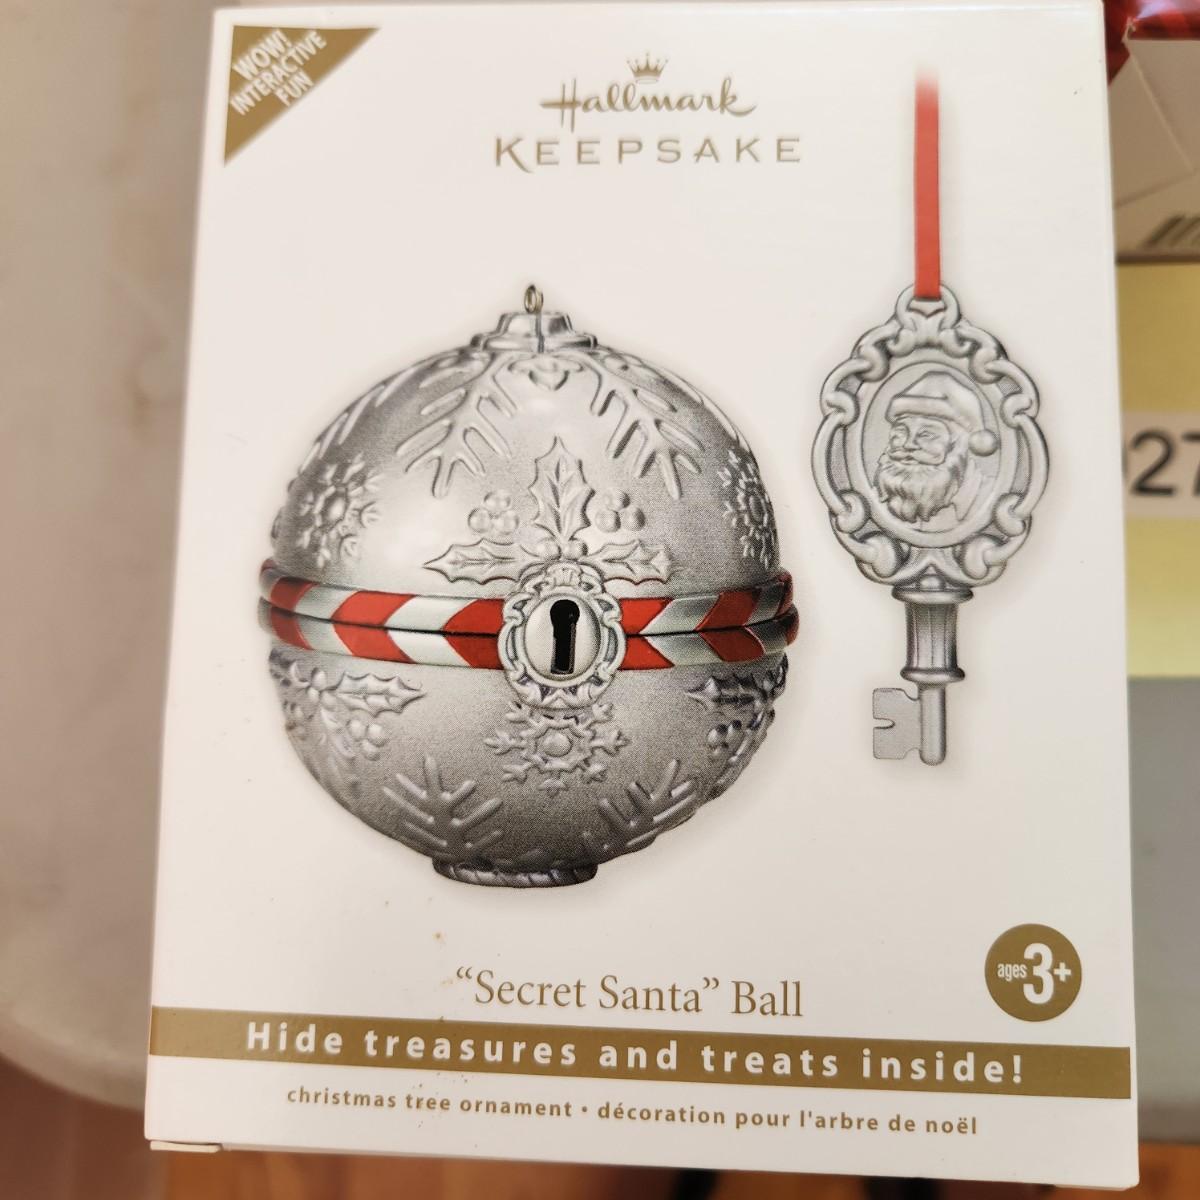 WOW!
INTERACTIVE
FUN
Hallmark
KEEPSAKE
"Secret Santa" Ball
ages 3+
Hide treasures and treats inside!
christmas tree ornament • décoration pour l'arbre de noël
27